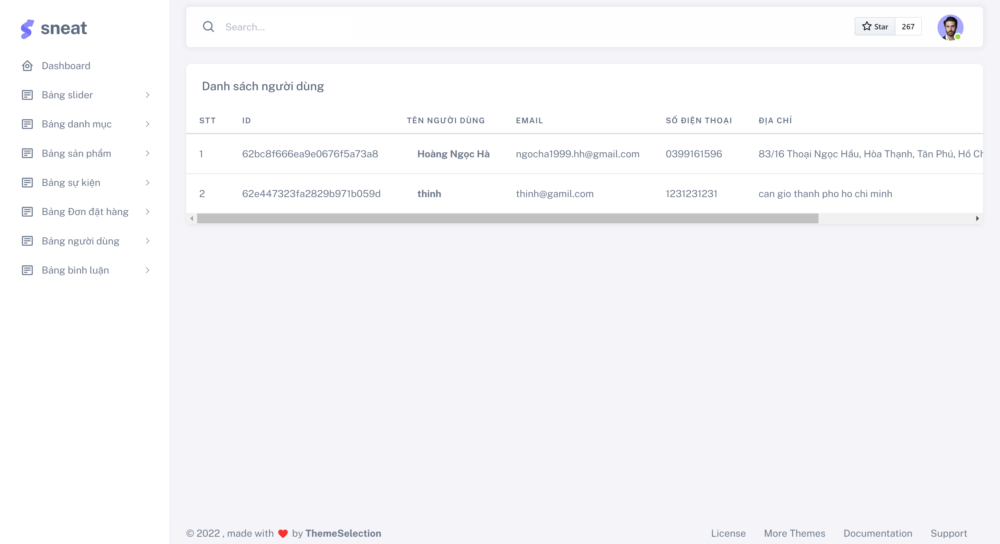 sneat
Dashboard
Bảng slider
Bảng danh mục
Bảng sản phẩm
Bảng sự kiện
Bảng Đơn đặt hàng
Bảng người dùng
Bảng bình luận
Search...
Star 267
Danh sách người dùng
STT ID TÊN NGƯỜI DÙNG EMAIL SỐ ĐIỆN THOẠI ĐỊA CHỈ
1 62bc8f666ea9e0676f5a73a8 Hoàng Ngọc Hà ngocha1999.hh@gmail.com 0399161596 83/16 Thoại Ngọc Hầu, Hòa Thạnh, Tân Phú, Hồ Ch
2 62e447323fa2829b971b059d thinh thinh@gamil.com 1231231231 can gio thanh pho ho chi minh
© 2022 , made with ❤️ by ThemeSelection License More Themes Documentation Support